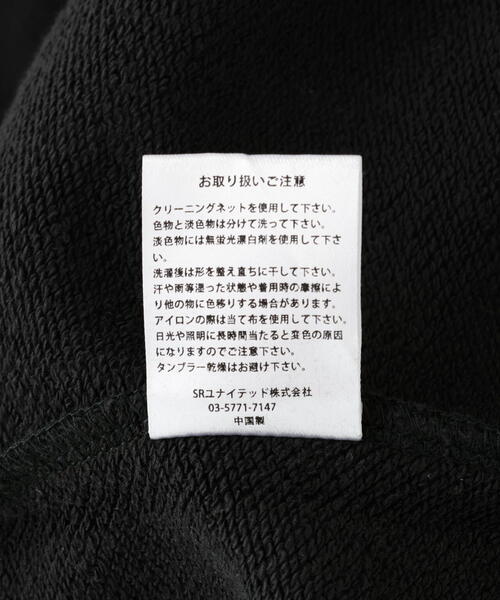 お取り扱いご注意
クリーニングネットを使用して下さい。
色物と淡色物は分けて洗って下さい。
淡色物には無蛍光漂白剤を使用して下さ
い。
洗濯後は形を整え直ちに干して下さい。
汗や雨等湿った状態や着用時の摩擦によ
り他の物に色移りする場合があります。
アイロンの際は当て布を使用して下さい。
日光や照明に長時間当たると変色の原因
になりますのでご注意下さい。
タンブラー乾燥はお避け下さい。
SRユナイテッド株式会社
03-5771-7147
中国製